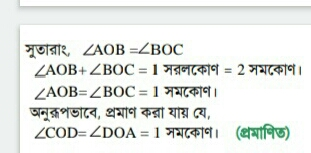 সুতারাং, ∠AOB =∠BOC
∠AOB+∠BOC = 1 সরলকোণ = 2 সমকোণ।
∠AOB=∠BOC = 1 সমকোণ।
অনুরূপভাবে, প্রমাণ করা যায় যে,
∠COD=∠DOA = 1 সমকোণ। (প্রমাণিত)